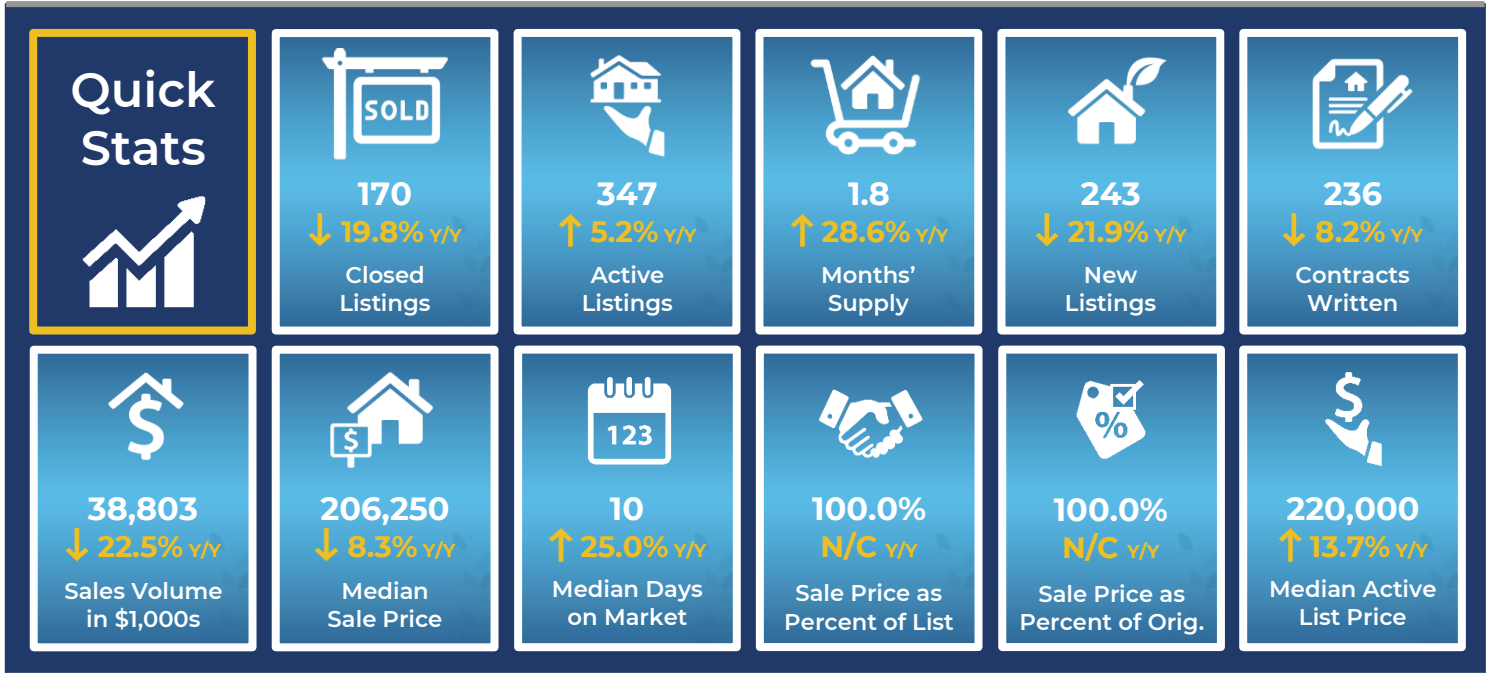 Quick
Stats
SOLD
170
↓ 19.8% Y/Y
Closed
Listings
347
↑ 5.2% Y/Y
Active
Listings
1.8
↑ 28.6% Y/Y
Months’
Supply
243
↓ 21.9% Y/Y
New
Listings
236
↓ 8.2% Y/Y
Contracts
Written
$
38,803
↓ 22.5% Y/Y
Sales Volume
in $1,000s
$
206,250
↓ 8.3% Y/Y
Median
Sale Price
123
10
↑ 25.0% Y/Y
Median Days
on Market
100.0%
N/C Y/Y
Sale Price as
Percent of List
%
100.0%
N/C Y/Y
Sale Price as
Percent of Orig.
$
220,000
↑ 13.7% Y/Y
Median Active
List Price